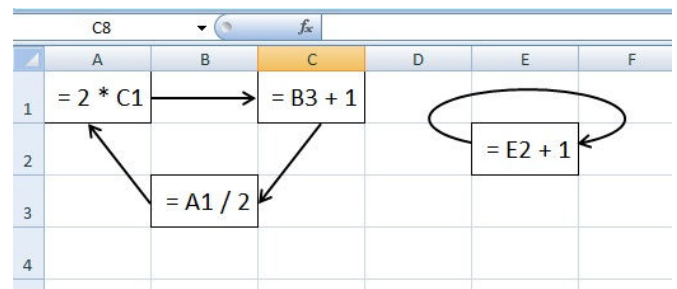 C8 fx
A B C D E F
1 = 2 * C1 = B3 + 1
2 = E2 + 1
3 = A1 / 2
4